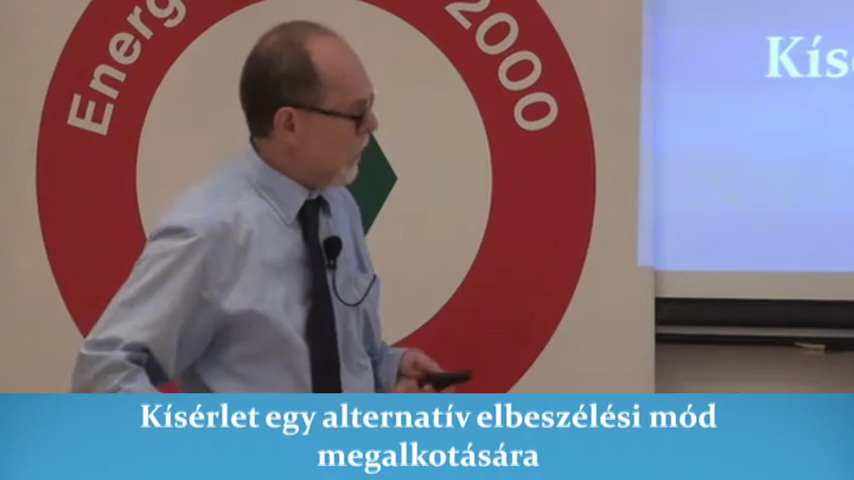 Energ
2000
Kís
Kísérlet egy alternatív elbeszélési mód
megalkotására